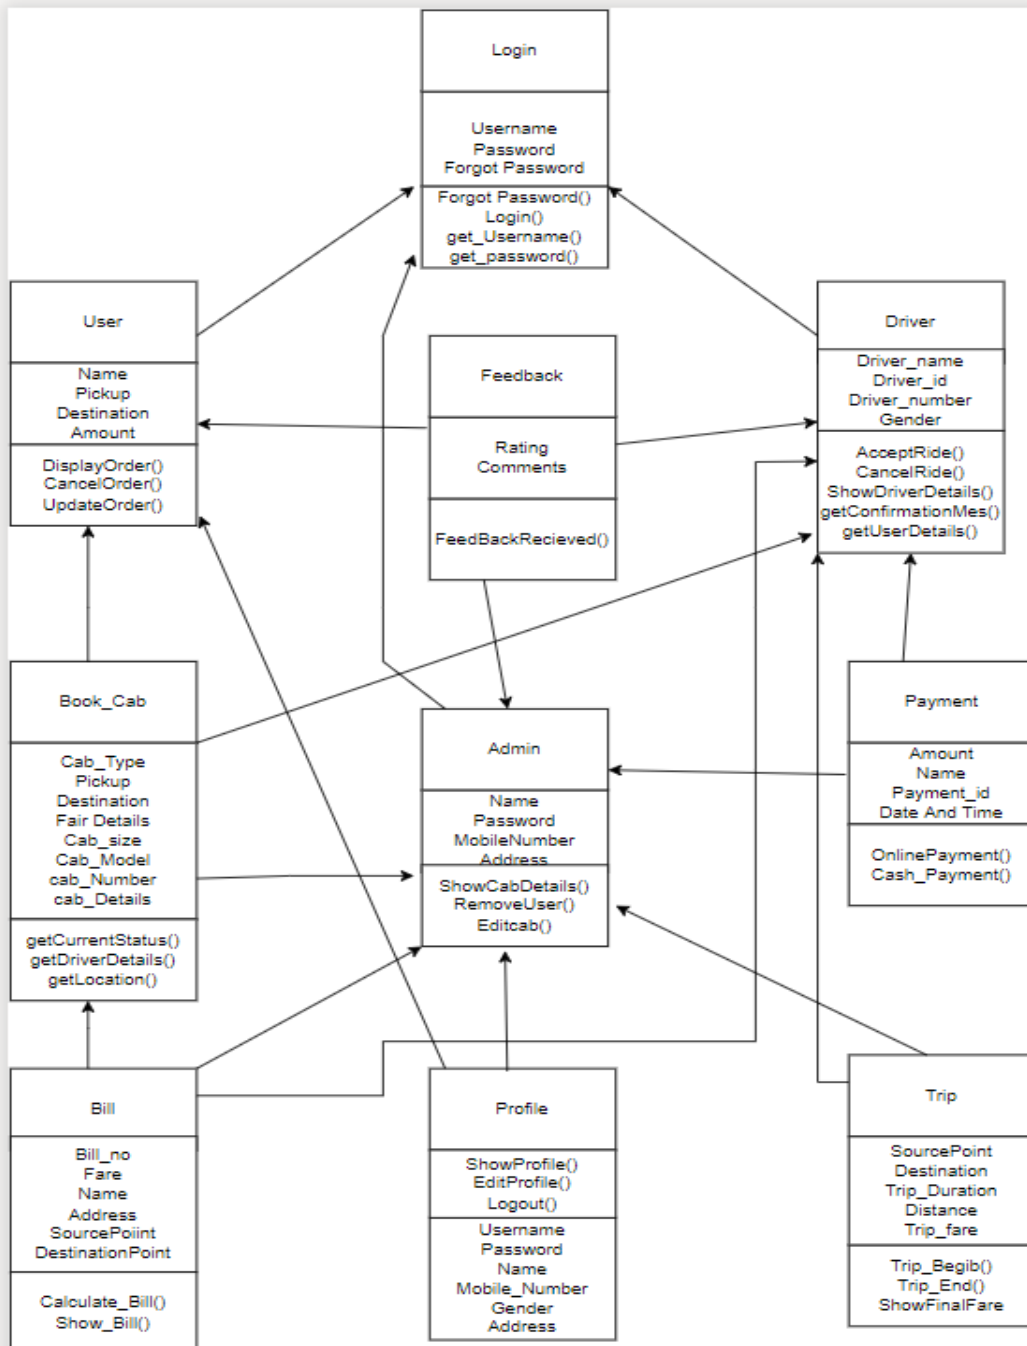 Login
Username
Password
Forgot Password
Forgot Password()
Login()
get_Username()
get_password()
User
Name
Pickup
Destination
Amount
DisplayOrder()
CancelOrder()
UpdateOrder()
Feedback
Rating
Comments
FeedBackRecieved()
Driver
Driver_name
Driver_id
Driver_number
Gender
AcceptRide()
CancelRide()
ShowDriverDetails()
getConfirmationMes()
getUserDetails()
Book_Cab
Cab_Type
Pickup
Destination
Fair Details
Cab_size
Cab_Model
cab_Number
cab_Details
getCurrentStatus()
getDriverDetails()
getLocation()
Admin
Name
Password
MobileNumber
Address
ShowCabDetails()
RemoveUser()
Editcab()
Payment
Amount
Name
Payment_id
Date And Time
OnlinePayment()
Cash_Payment()
Bill
Bill_no
Fare
Name
Address
SourcePoiint
DestinationPoint
Calculate_Bill()
Show_Bill()
Profile
ShowProfile()
EditProfile()
Logout()
Username
Password
Name
Mobile_Number
Gender
Address
Trip
SourcePoint
Destination
Trip_Duration
Distance
Trip_fare
Trip_Begib()
Trip_End()
ShowFinalFare